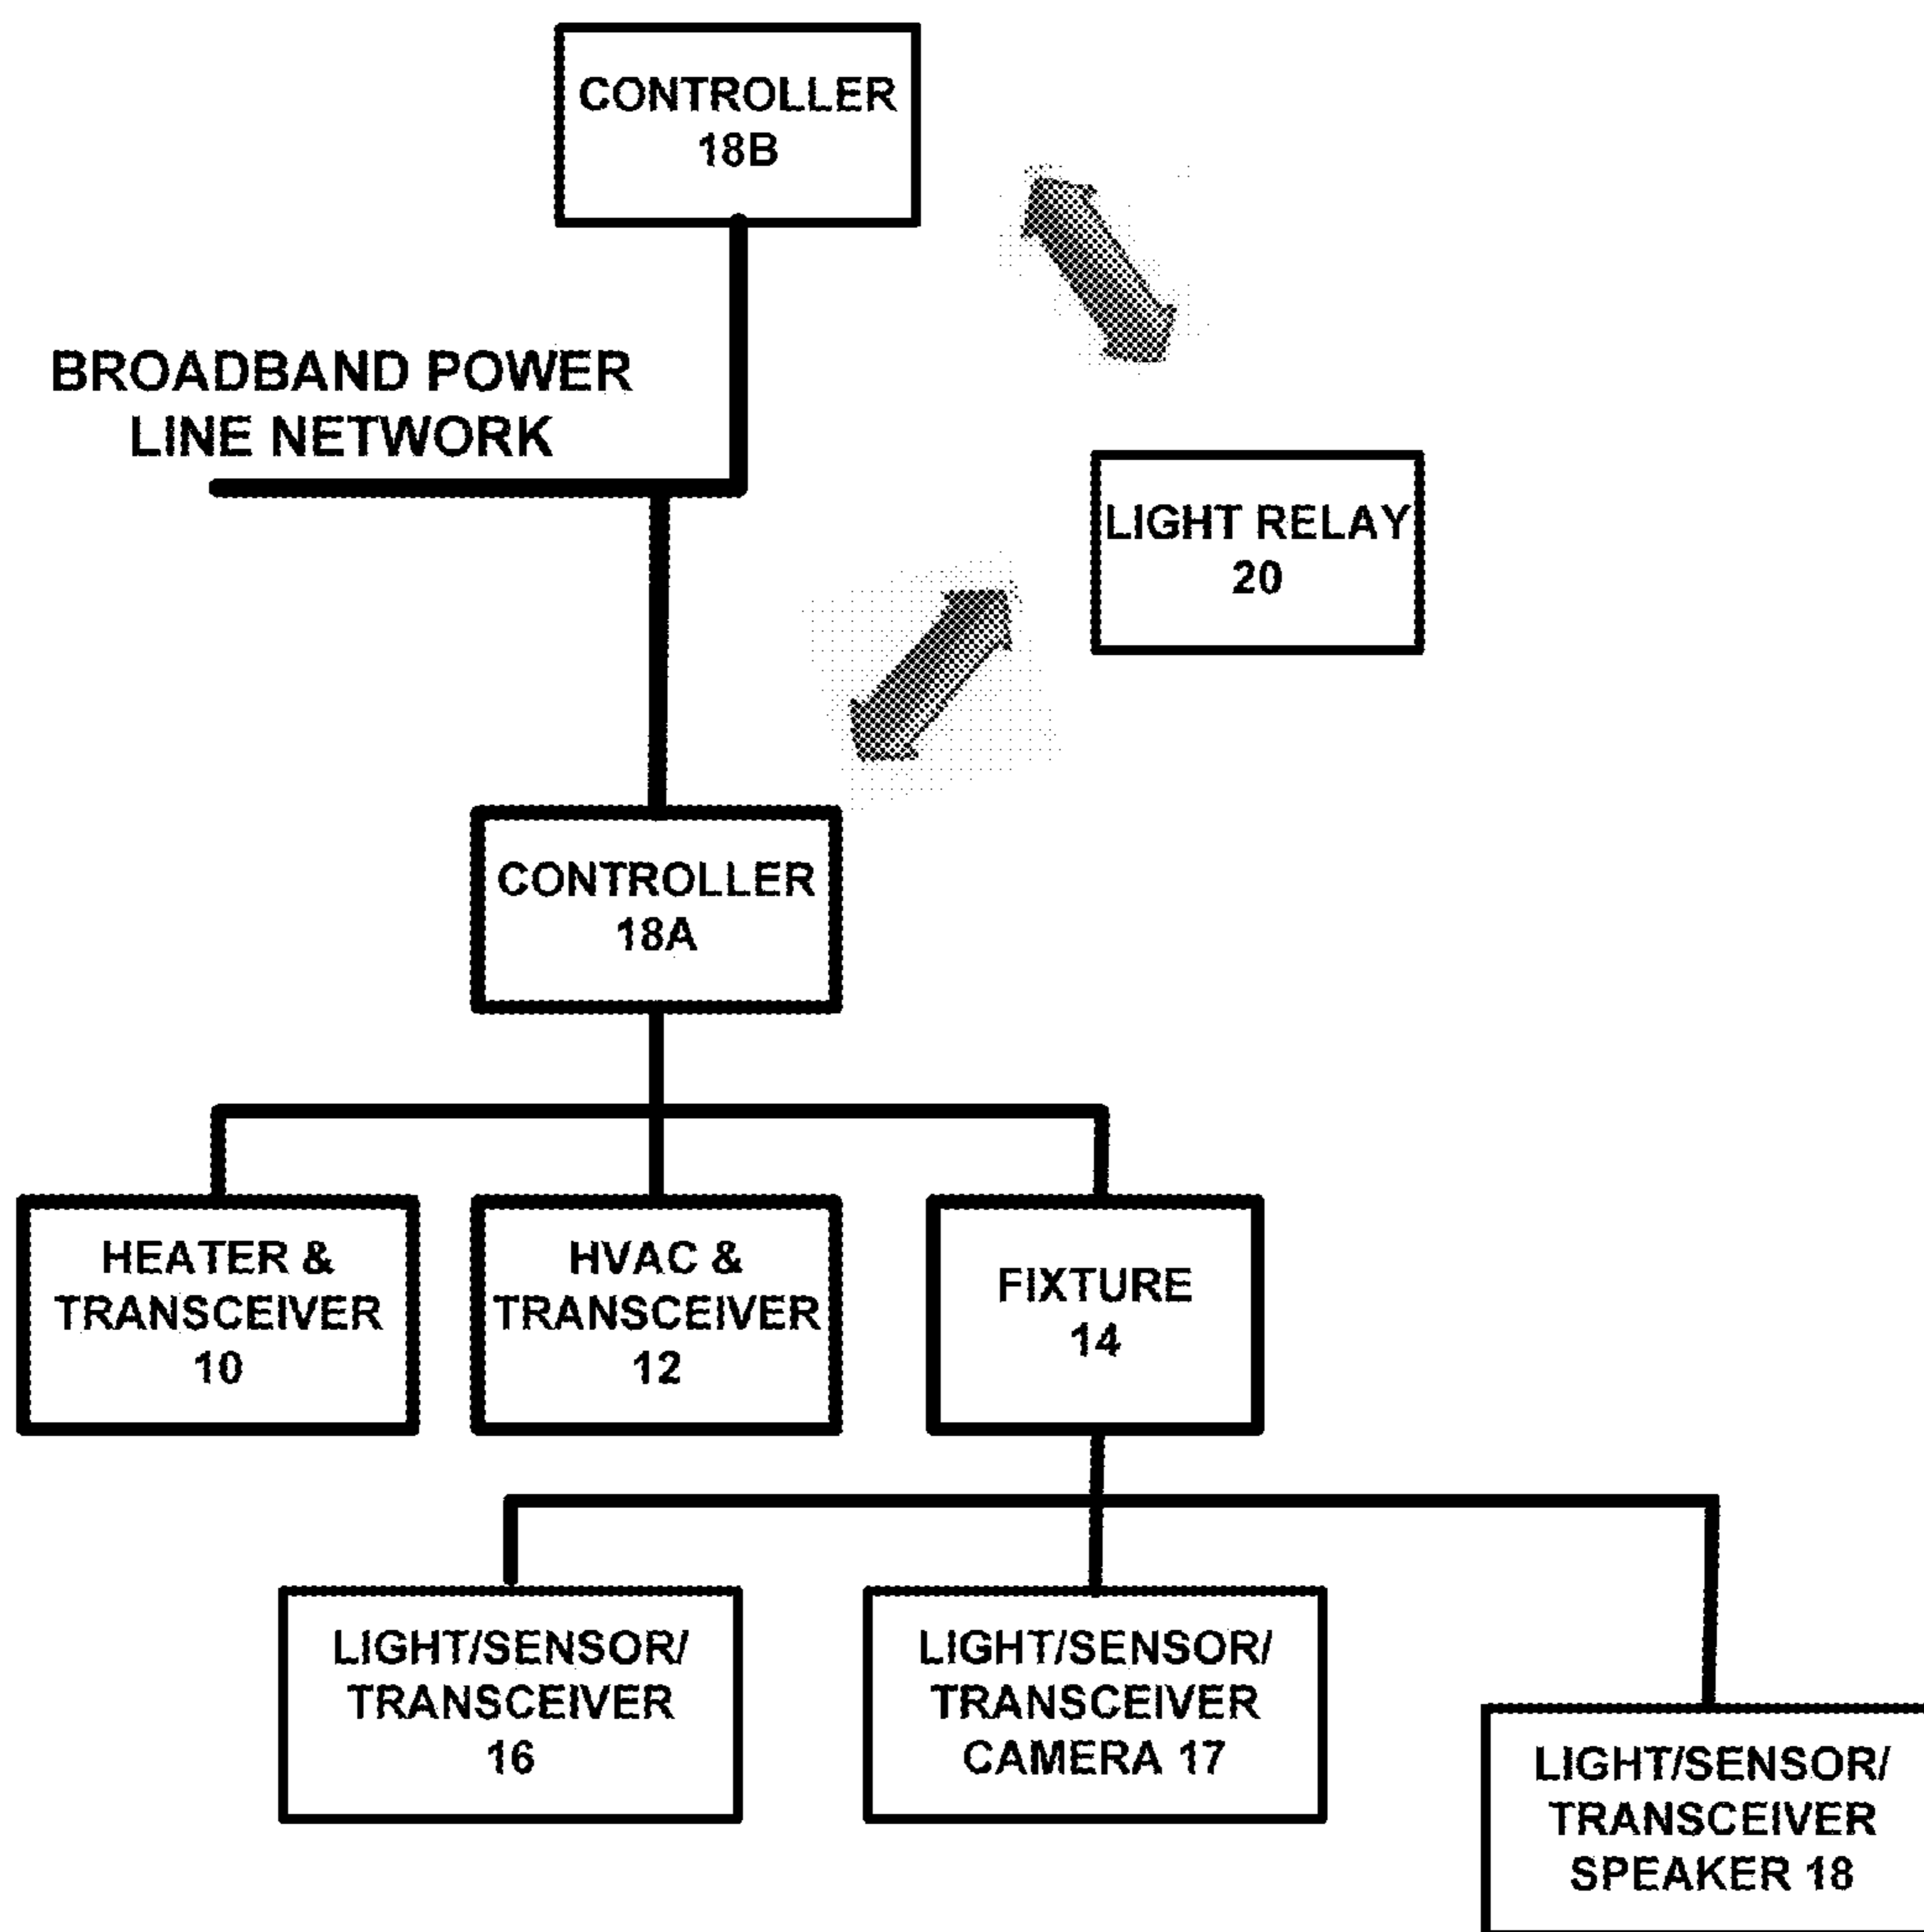 CONTROLLER
18B
BROADBAND POWER
LINE NETWORK
LIGHT RELAY
20
CONTROLLER
18A
HEATER &
TRANSCEIVER
10
HVAC &
TRANSCEIVER
12
FIXTURE
14
LIGHT/SENSOR/
TRANSCEIVER
16
LIGHT/SENSOR/
TRANSCEIVER
CAMERA 17
LIGHT/SENSOR/
TRANSCEIVER
SPEAKER 18